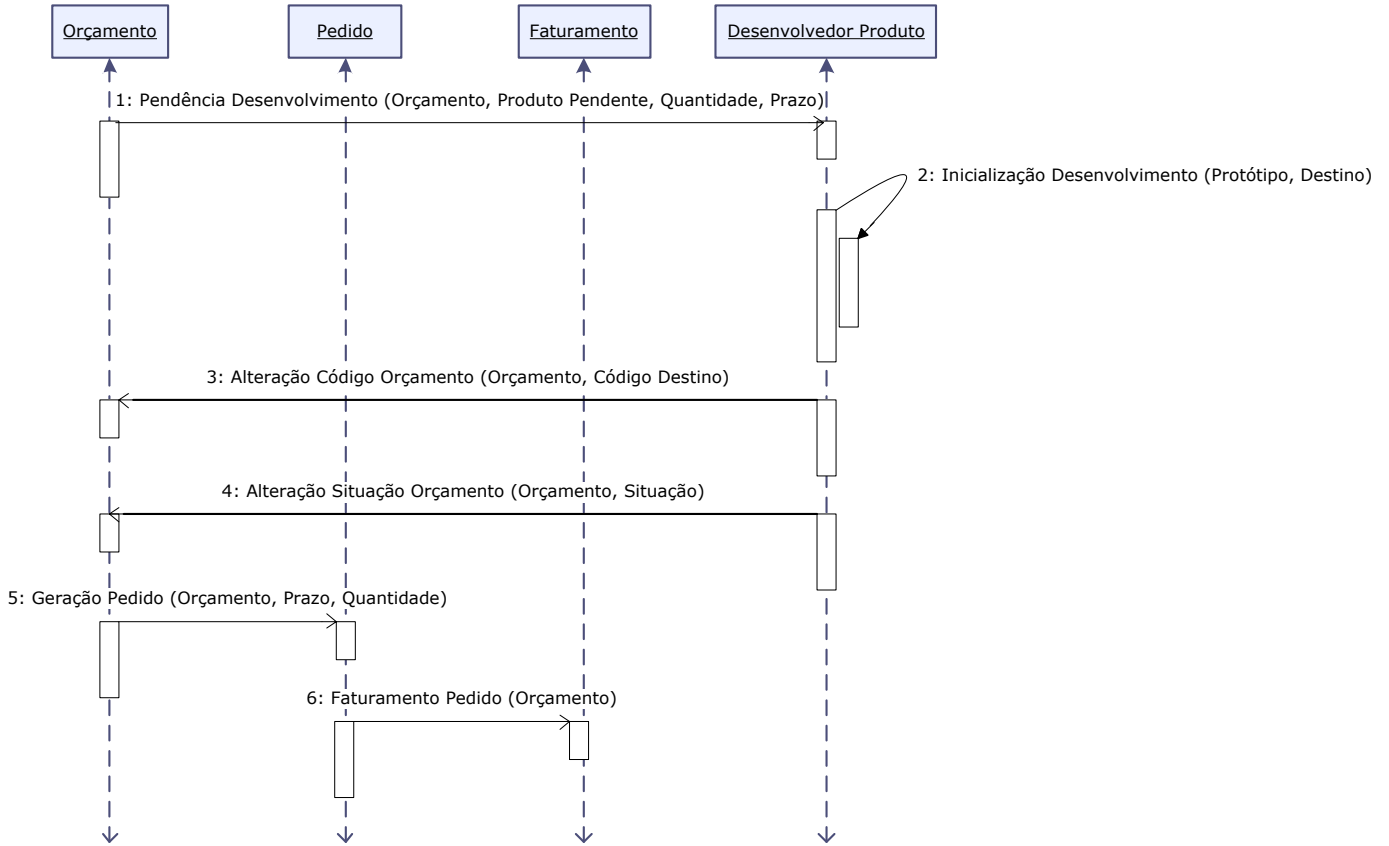 Orçamento
Pedido
Faturamento
Desenvolvedor Produto
1: Pendência Desenvolvimento (Orçamento, Produto Pendente, Quantidade, Prazo)
2: Inicialização Desenvolvimento (Protótipo, Destino)
3: Alteração Código Orçamento (Orçamento, Código Destino)
4: Alteração Situação Orçamento (Orçamento, Situação)
5: Geração Pedido (Orçamento, Prazo, Quantidade)
6: Faturamento Pedido (Orçamento)